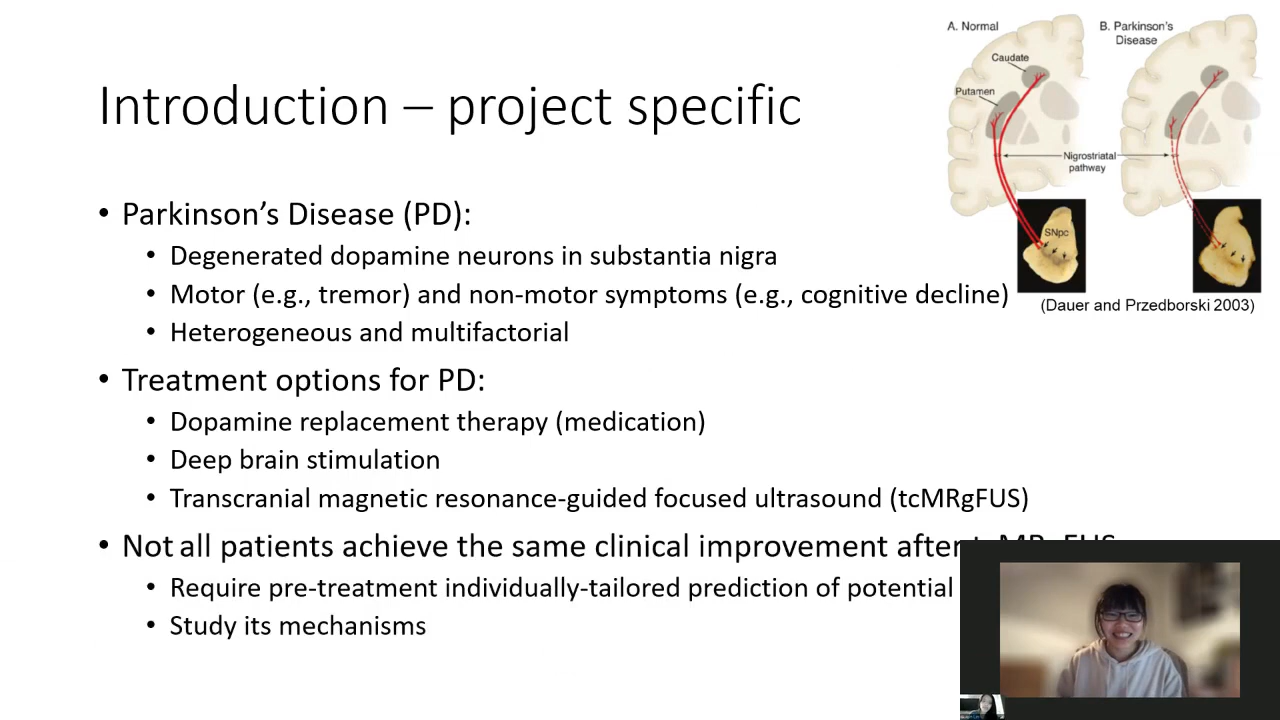 Introduction – project specific
• Parkinson’s Disease (PD):
• Degenerated dopamine neurons in substantia nigra
• Motor (e.g., tremor) and non-motor symptoms (e.g., cognitive decline)
• Heterogeneous and multifactorial
• Treatment options for PD:
• Dopamine replacement therapy (medication)
• Deep brain stimulation
• Transcranial magnetic resonance-guided focused ultrasound (tcMRgFUS)
• Not all patients achieve the same clinical improvement after
• Require pre-treatment individually-tailored prediction of potential
• Study its mechanisms
A. Normal
B. Parkinson’s
Disease
Caudate
Putamen
Nigrostriatal
pathway
SNpc
(Dauer and Przedborski 2003)